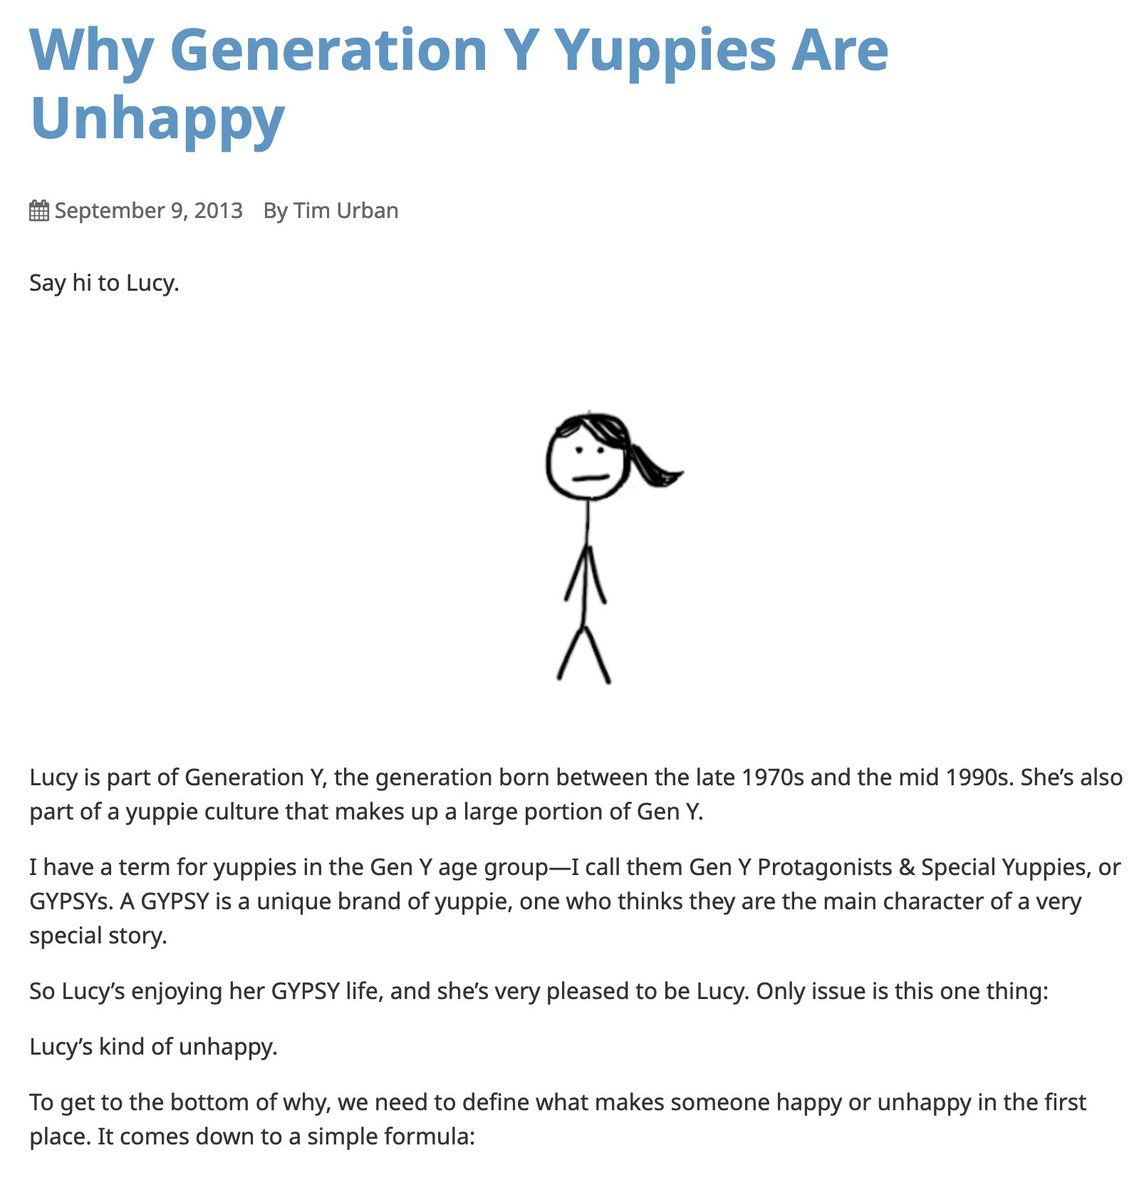 Why Generation Y Yuppies Are
Unhappy
September 9, 2013 By Tim Urban
Say hi to Lucy.
Lucy is part of Generation Y, the generation born between the late 1970s and the mid 1990s. She’s also
part of a yuppie culture that makes up a large portion of Gen Y.
I have a term for yuppies in the Gen Y age group—I call them Gen Y Protagonists & Special Yuppies, or
GYPSYs. A GYPSY is a unique brand of yuppie, one who thinks they are the main character of a very
special story.
So Lucy’s enjoying her GYPSY life, and she’s very pleased to be Lucy. Only issue is this one thing:
Lucy’s kind of unhappy.
To get to the bottom of why, we need to define what makes someone happy or unhappy in the first
place. It comes down to a simple formula: